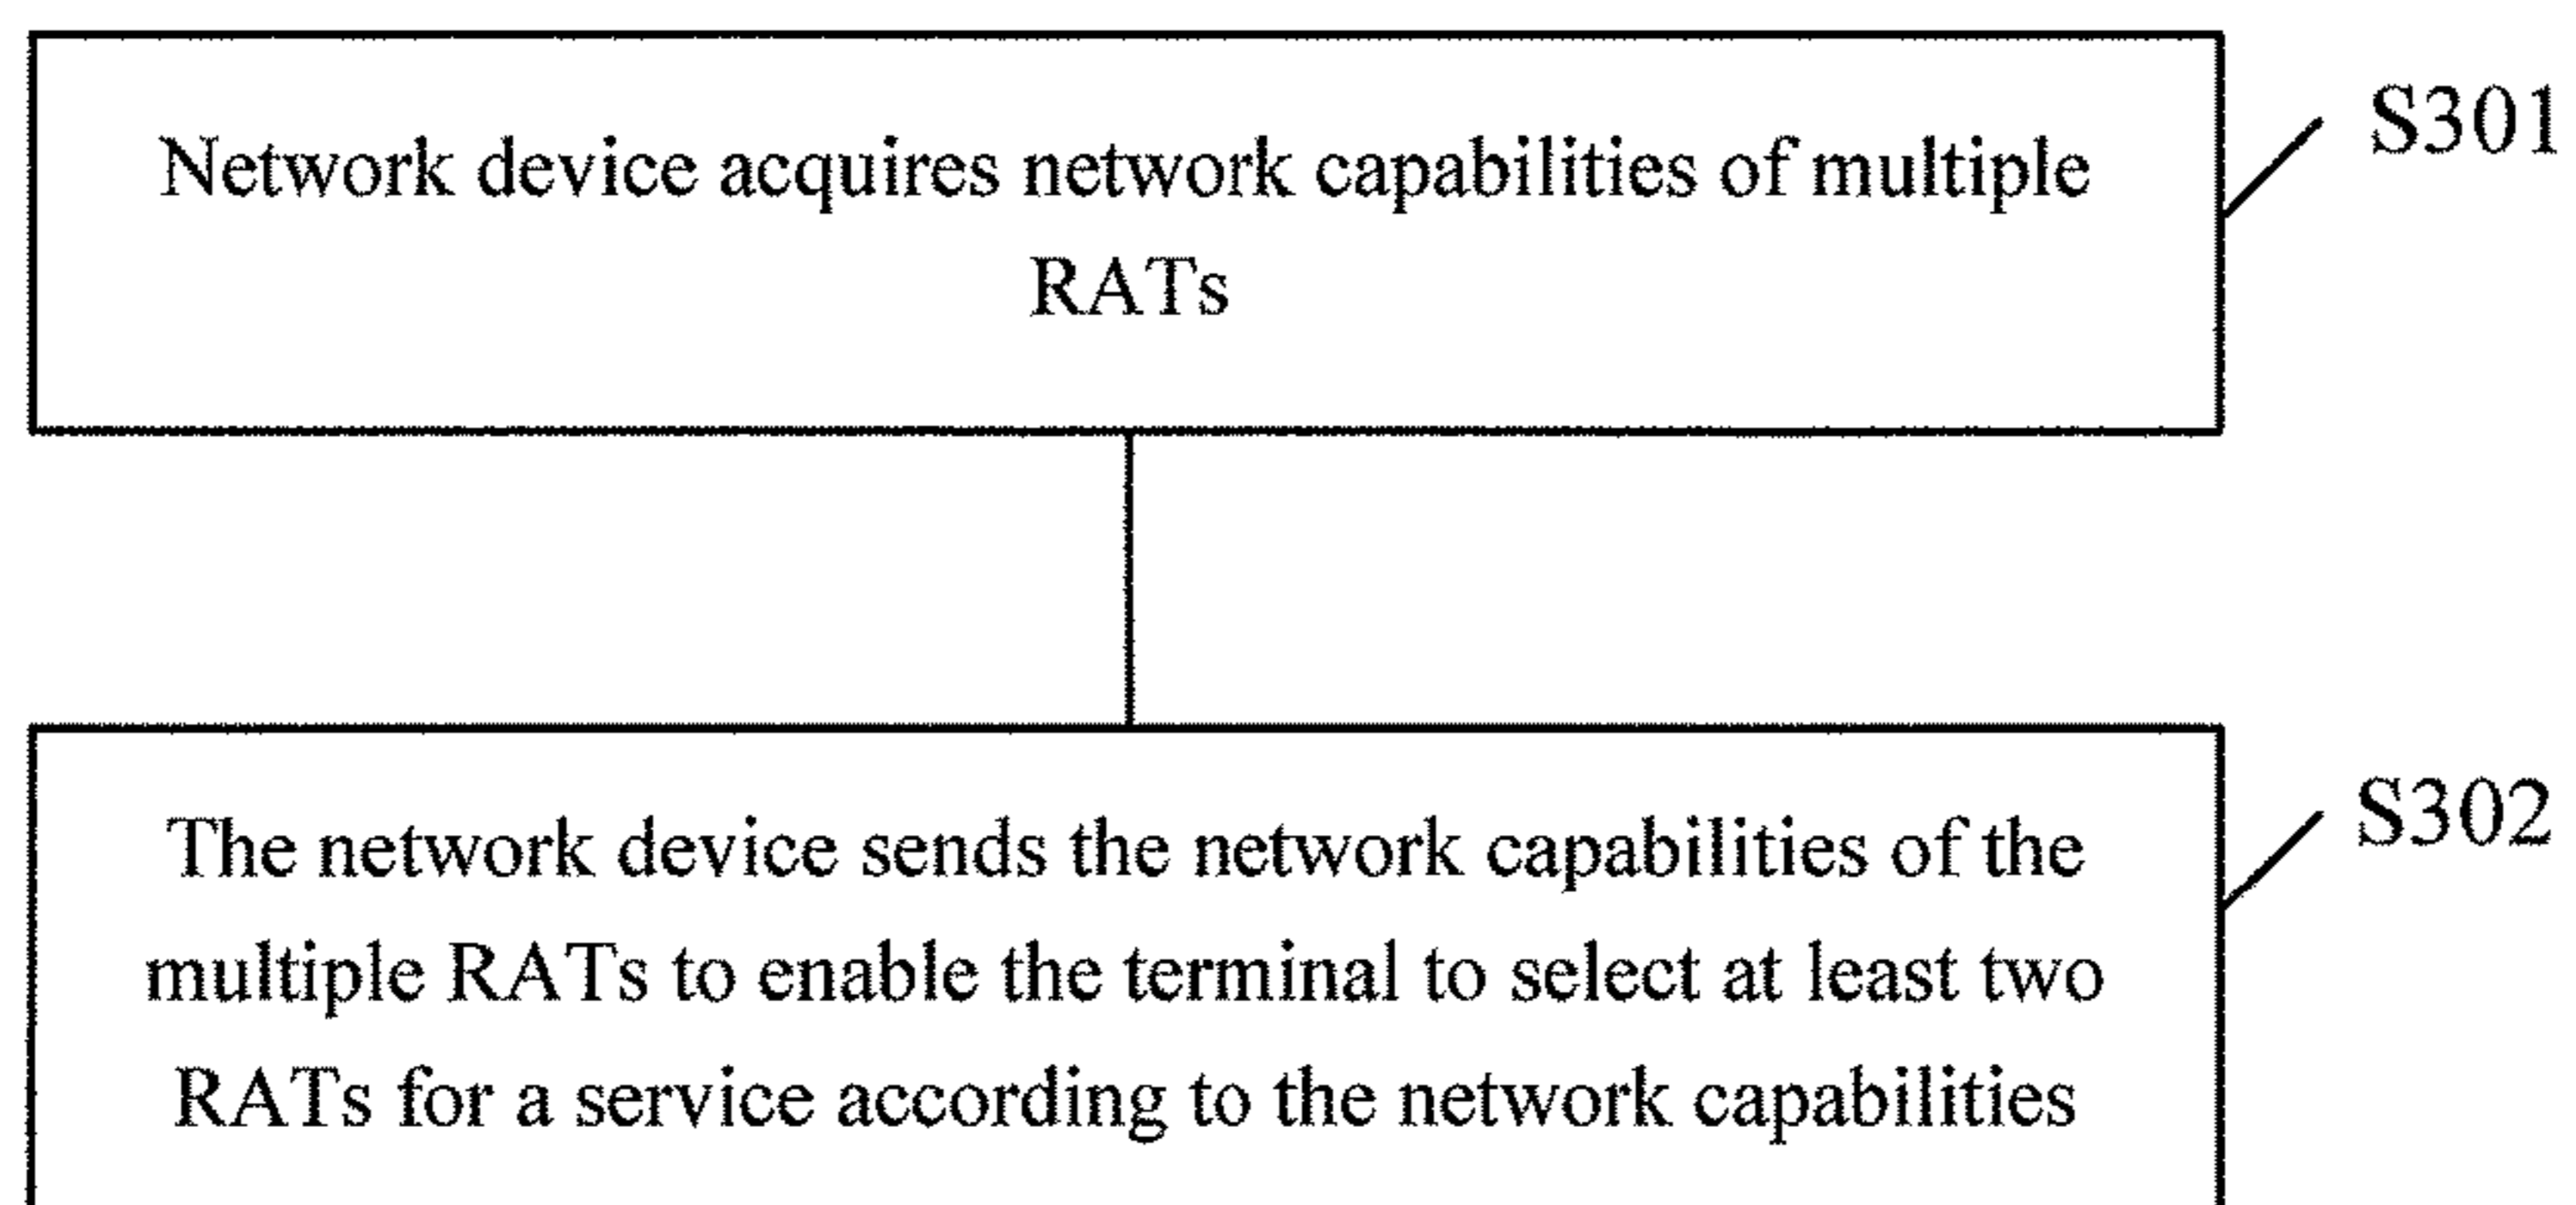 Network device acquires network capabilities of multiple
RATs
S301
The network device sends the network capabilities of the
multiple RATs to enable the terminal to select at least two
RATs for a service according to the network capabilities
S302